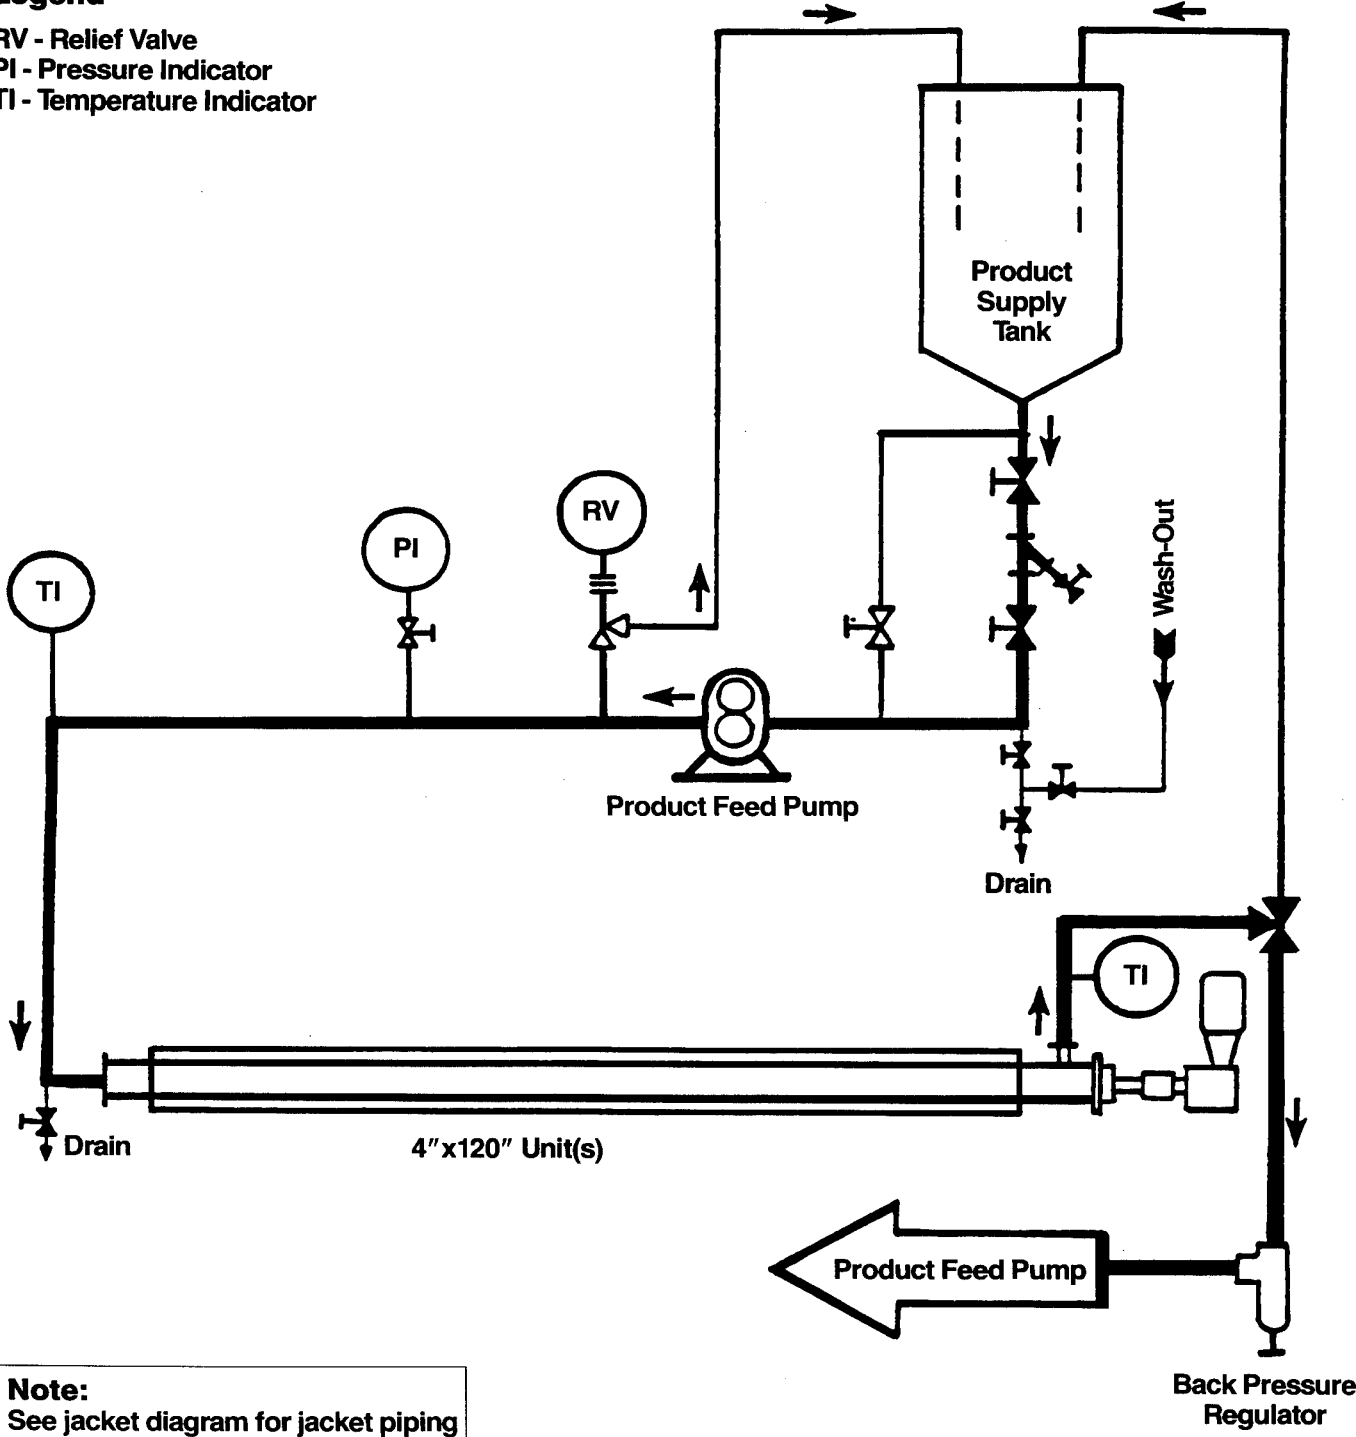 Legend
RV - Relief Valve
PI - Pressure Indicator
TI - Temperature Indicator
Product
Supply
Tank
RV
PI
TI
Wash-Out
Product Feed Pump
Drain
TI
Drain
4"x120" Unit(s)
Product Feed Pump
Back Pressure
Regulator
Note:
See jacket diagram for jacket piping